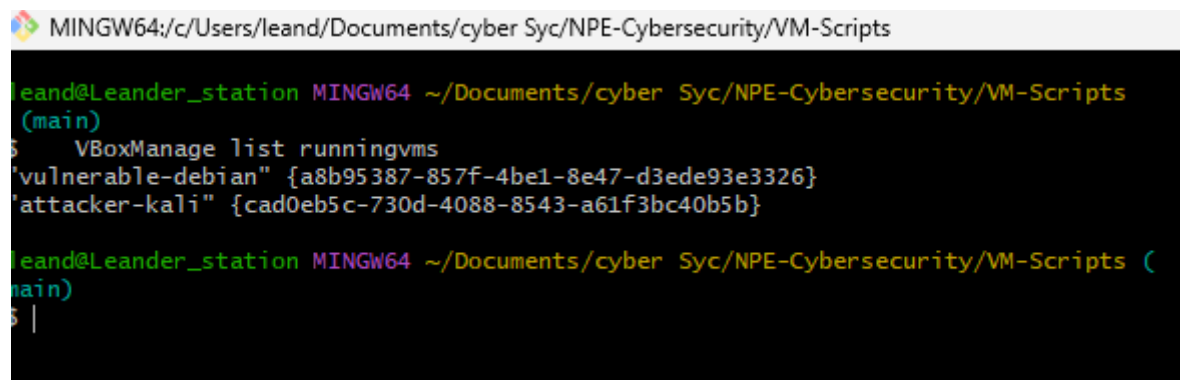 MINGW64:/c/Users/leand/Documents/cyber Syc/NPE-Cybersecurity/VM-Scripts
leand@Leander_station MINGW64 ~/Documents/cyber Syc/NPE-Cybersecurity/VM-Scripts
(main)
$    VBoxManage list runningvms
"vulnerable-debian" {a8b95387-857f-4be1-8e47-d3ede93e3326}
"attacker-kali" {cad0eb5c-730d-4088-8543-a61f3bc40b5b}
leand@Leander_station MINGW64 ~/Documents/cyber Syc/NPE-Cybersecurity/VM-Scripts (
main)
$